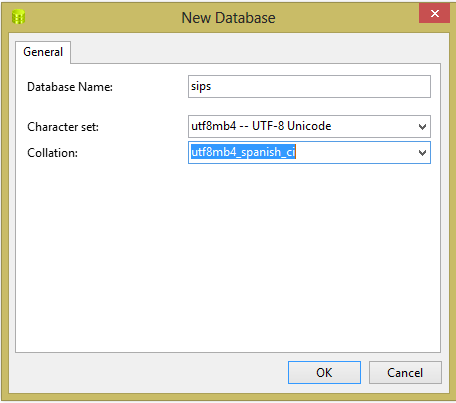 New Database
General
Database Name: sips
Character set: utf8mb4 -- UTF-8 Unicode
Collation: utf8mb4_spanish_ci
OK Cancel